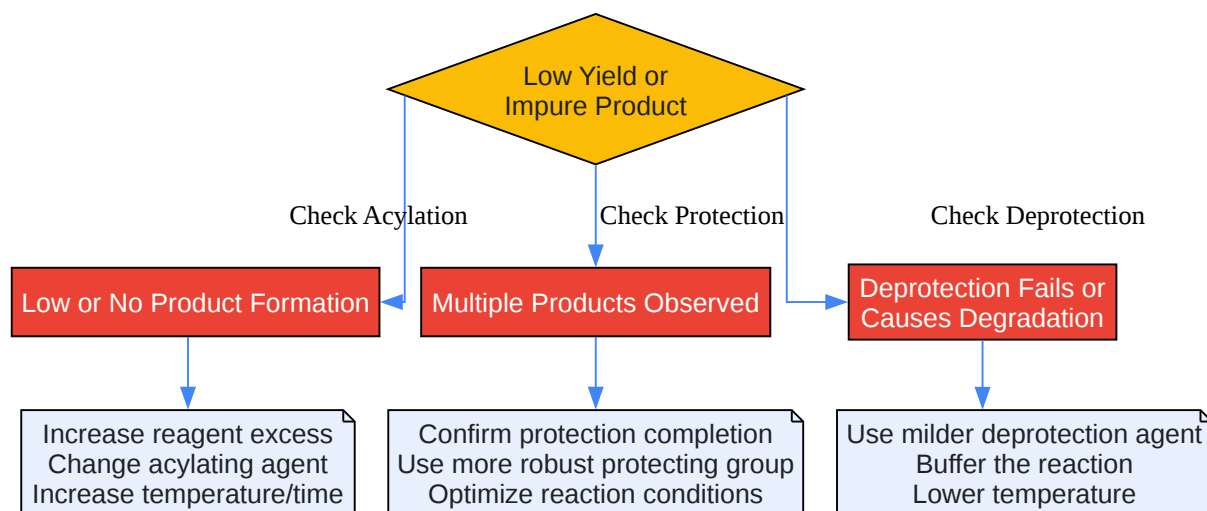 Low Yield or
Impure Product
Check Acylation
Check Protection
Check Deprotection
Low or No Product Formation
Multiple Products Observed
Deprotection Fails or
Causes Degradation
Increase reagent excess
Change acylating agent
Increase temperature/time
Confirm protection completion
Use more robust protecting group
Optimize reaction conditions
Use milder deprotection agent
Buffer the reaction
Lower temperature